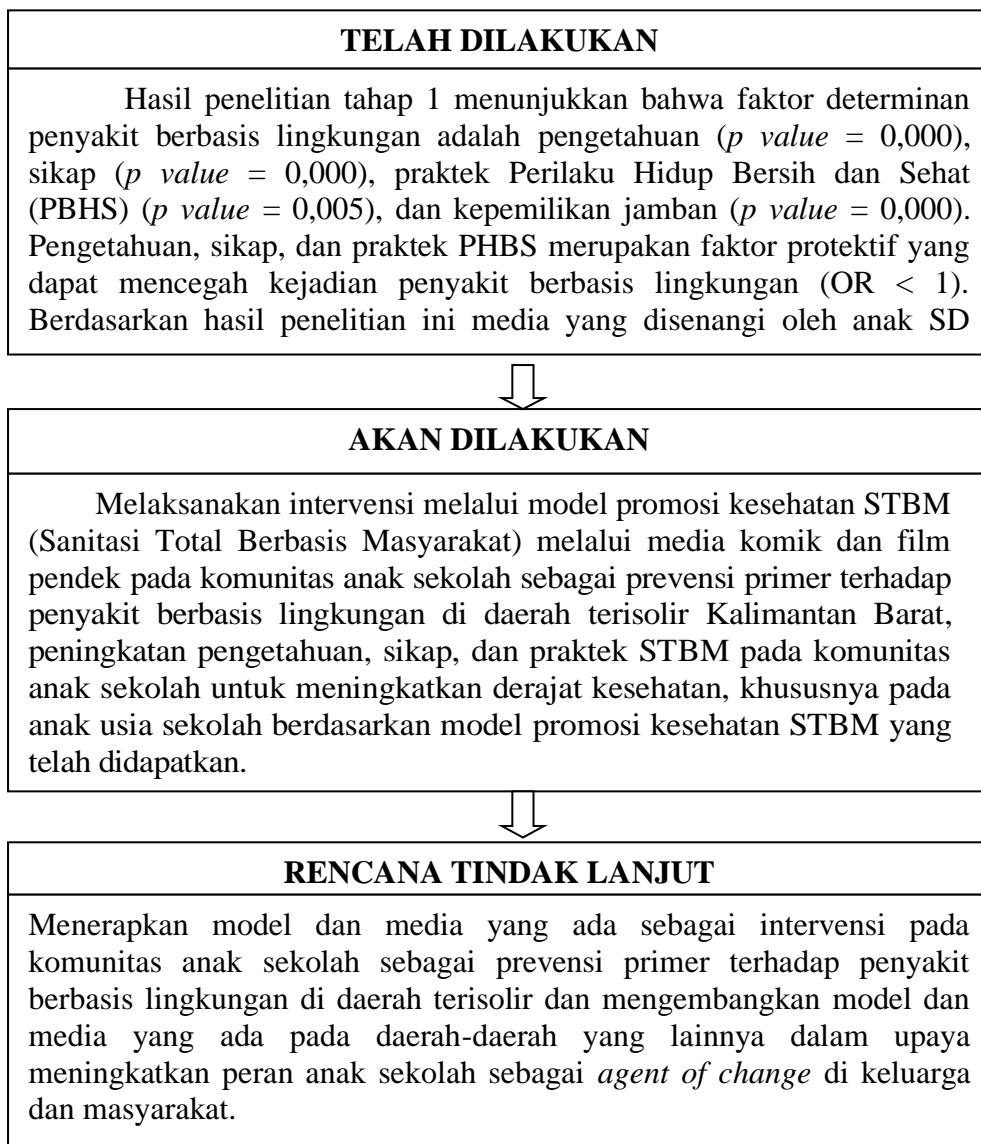 TELAH DILAKUKAN
Hasil penelitian tahap 1 menunjukkan bahwa faktor determinan
penyakit berbasis lingkungan adalah pengetahuan (p value = 0,000),
sikap (p value = 0,000), praktek Perilaku Hidup Bersih dan Sehat
(PBHS) (p value = 0,005), dan kepemilikan jamban (p value = 0,000).
Pengetahuan, sikap, dan praktek PHBS merupakan faktor protektif yang
dapat mencegah kejadian penyakit berbasis lingkungan (OR < 1).
Berdasarkan hasil penelitian ini media yang disenangi oleh anak SD
AKAN DILAKUKAN
Melaksanakan intervensi melalui model promosi kesehatan STBM
(Sanitasi Total Berbasis Masyarakat) melalui media komik dan film
pendek pada komunitas anak sekolah sebagai prevensi primer terhadap
penyakit berbasis lingkungan di daerah terisolir Kalimantan Barat,
peningkatan pengetahuan, sikap, dan praktek STBM pada komunitas
anak sekolah untuk meningkatkan derajat kesehatan, khususnya pada
anak usia sekolah berdasarkan model promosi kesehatan STBM yang
telah didapatkan.
RENCANA TINDAK LANJUT
Menerapkan model dan media yang ada sebagai intervensi pada
komunitas anak sekolah sebagai prevensi primer terhadap penyakit
berbasis lingkungan di daerah terisolir dan mengembangkan model dan
media yang ada pada daerah-daerah yang lainnya dalam upaya
meningkatkan peran anak sekolah sebagai agent of change di keluarga
dan masyarakat.